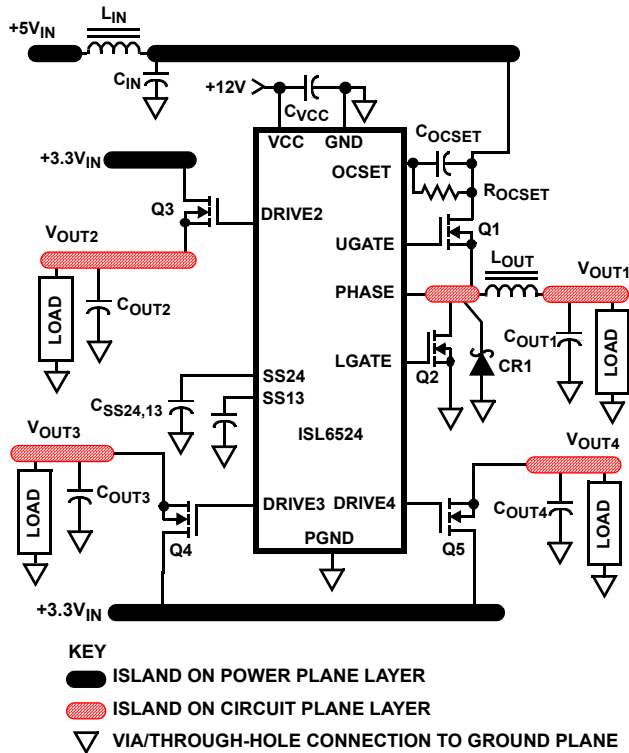 +5VIN
LIN
CIN
+12V
CVCC
VCC
GND
COCSET
OCSET
ROCSET
+3.3VIN
Q3
DRIVE2
Q1
UGATE
VOUT2
LOUT
VOUT1
LOAD
COUT2
PHASE
COUT1
LOAD
LGATE
Q2
CR1
SS24
CSS24,13
SS13
ISL6524
VOUT3
VOUT4
LOAD
COUT3
DRIVE3
DRIVE4
COUT4
LOAD
Q4
PGND
Q5
+3.3VIN
KEY
ISLAND ON POWER PLANE LAYER
ISLAND ON CIRCUIT PLANE LAYER
VIA/THROUGH-HOLE CONNECTION TO GROUND PLANE